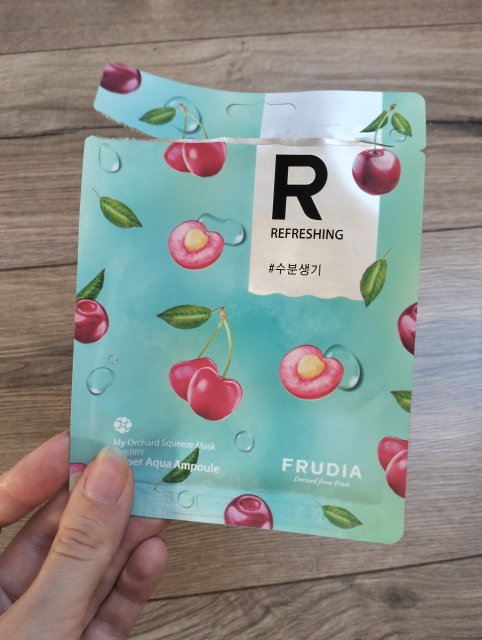 R
REFRESHING
#수분생기
My Orchard Squeeze Mask
Aqua Ampoule
FRUDIA
Derived from Fruit